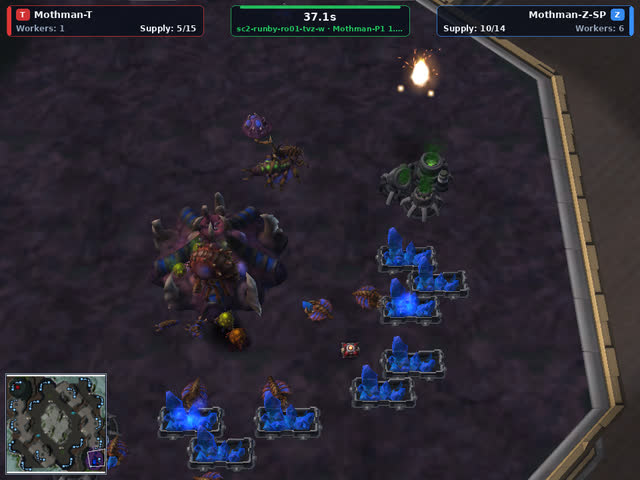 T Mothman-T
Workers: 1 Supply: 5/15
37.1s
sc2-runby-ro01-tvz-w · Mothman-P1 1....
Mothman-Z-SP Z
Supply: 10/14 Workers: 6